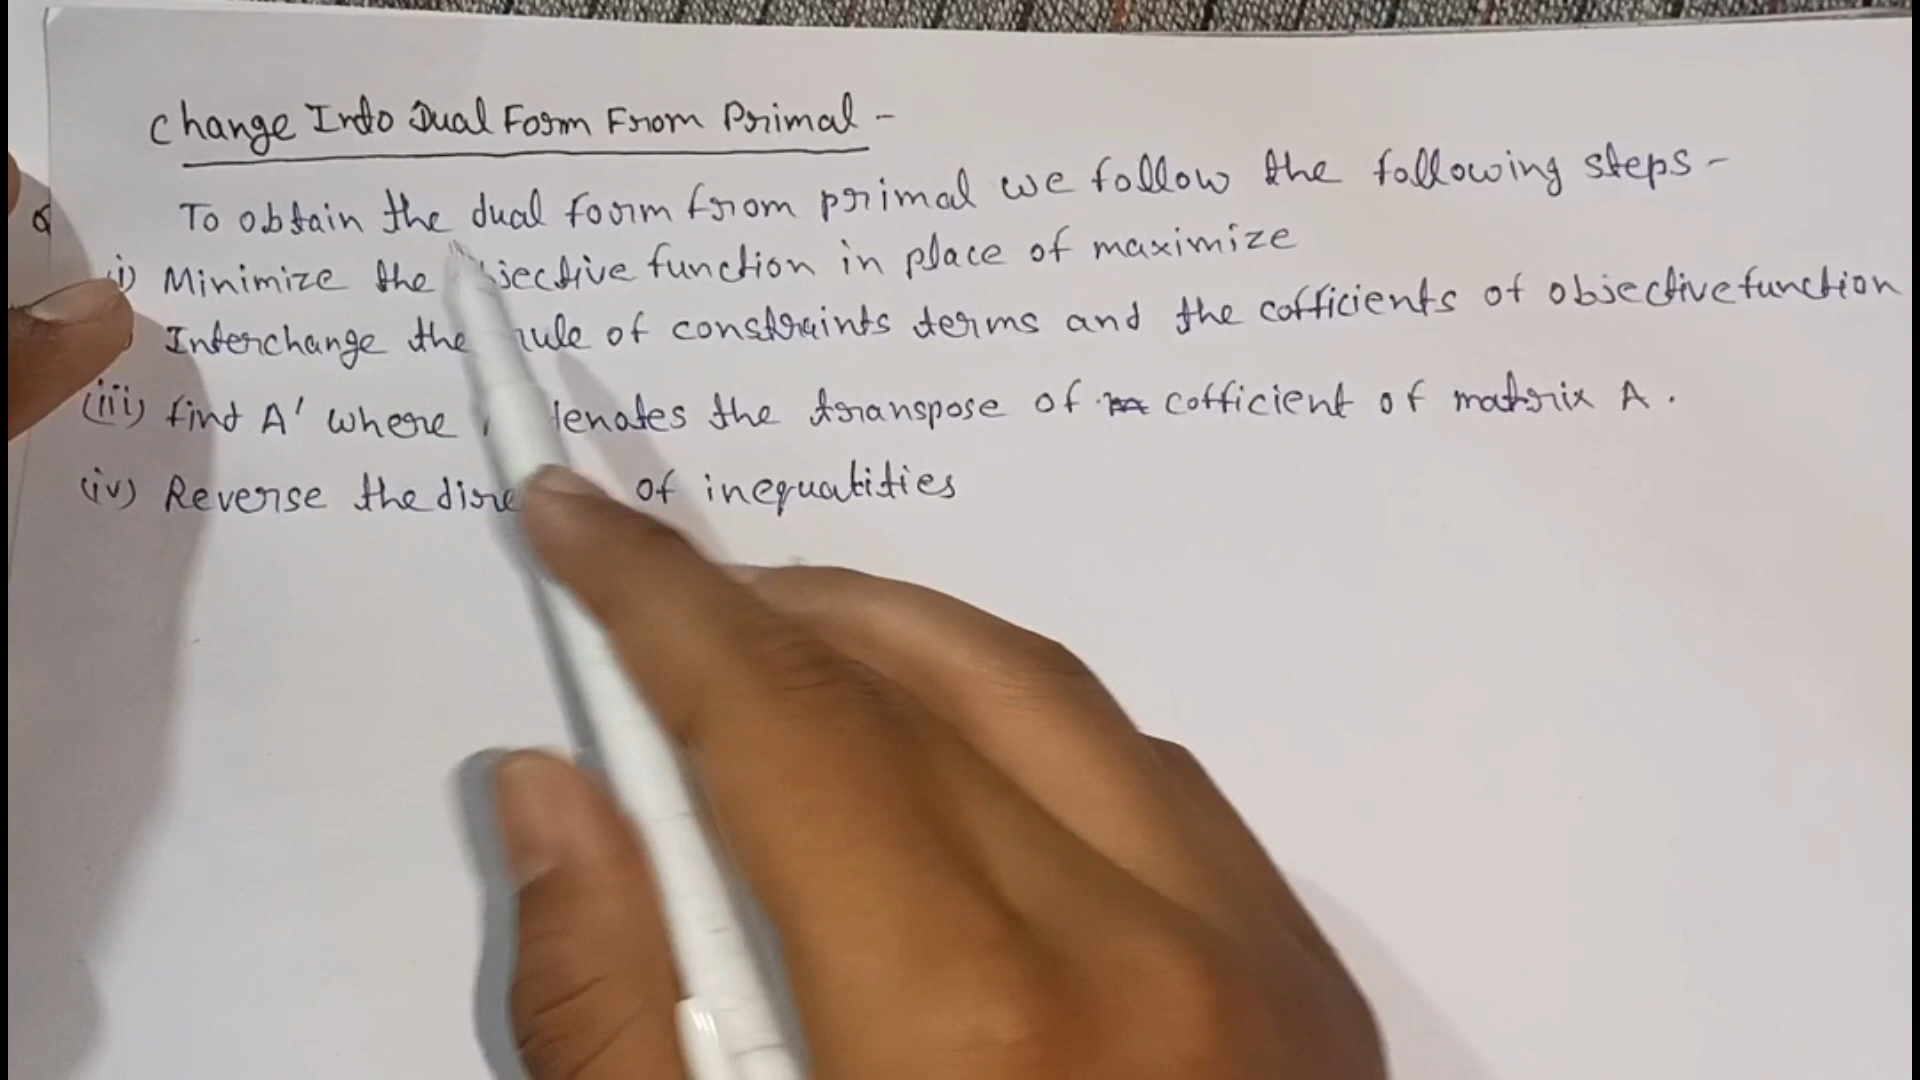 Change Into Dual Form From Primal -
To obtain the dual form from primal we follow the following steps -
i) Minimize the function in place of maximize
Interchange the rule of constraints terms and the cofficients of objective function
(iii) find A' where denotes the transpose of cofficient of matrix A.
(iv) Reverse the of inequatities